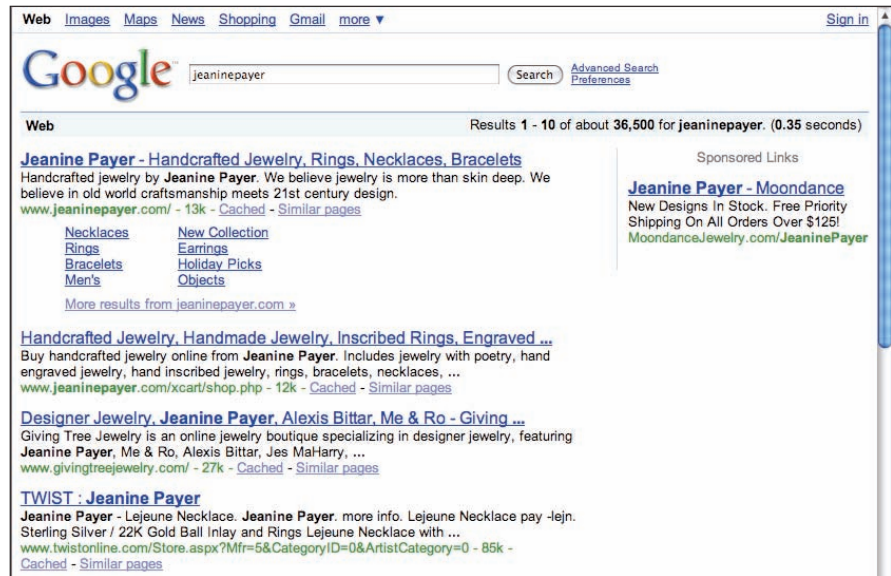 Web Images Maps News Shopping Gmail more ▼ Sign in
Google™ jeaninepayer Search Advanced Search
Preferences
Web Results 1 - 10 of about 36,500 for jeaninepayer. (0.35 seconds)
Jeanine Payer - Handcrafted Jewelry, Rings, Necklaces, Bracelets
Handcrafted jewelry by Jeanine Payer. We believe jewelry is more than skin deep. We
believe in old world craftsmanship meets 21st century design.
www.jeaninepayer.com/ - 13k - Cached - Similar pages
Necklaces New Collection
Rings Earrings
Bracelets Holiday Picks
Men's Objects
More results from jeaninepayer.com »
Handcrafted Jewelry, Handmade Jewelry, Inscribed Rings, Engraved ...
Buy handcrafted jewelry online from Jeanine Payer. Includes jewelry with poetry, hand
engraved jewelry, hand inscribed jewelry, rings, bracelets, necklaces, ...
www.jeaninepayer.com/xcart/shop.php - 12k - Cached - Similar pages
Designer Jewelry, Jeanine Payer, Alexis Bittar, Me & Ro - Giving ...
Giving Tree Jewelry is an online jewelry boutique specializing in designer jewelry, featuring
Jeanine Payer, Me & Ro, Alexis Bittar, Jes MaHarry, ...
www.givingtreejewelry.com/ - 27k - Cached - Similar pages
TWIST : Jeanine Payer
Jeanine Payer - Lejeune Necklace. Jeanine Payer. more info. Lejeune Necklace pay -lejn.
Sterling Silver / 22K Gold Ball Inlay and Rings Lejeune Necklace with ...
www.twistonline.com/Store.aspx?Mfr=5&CategoryID=0&ArtistCategory=0 - 85k -
Cached - Similar pages
Sponsored Links
Jeanine Payer - Moondance
New Designs In Stock. Free Priority
Shipping On All Orders Over $125!
MoondanceJewelry.com/JeaninePayer